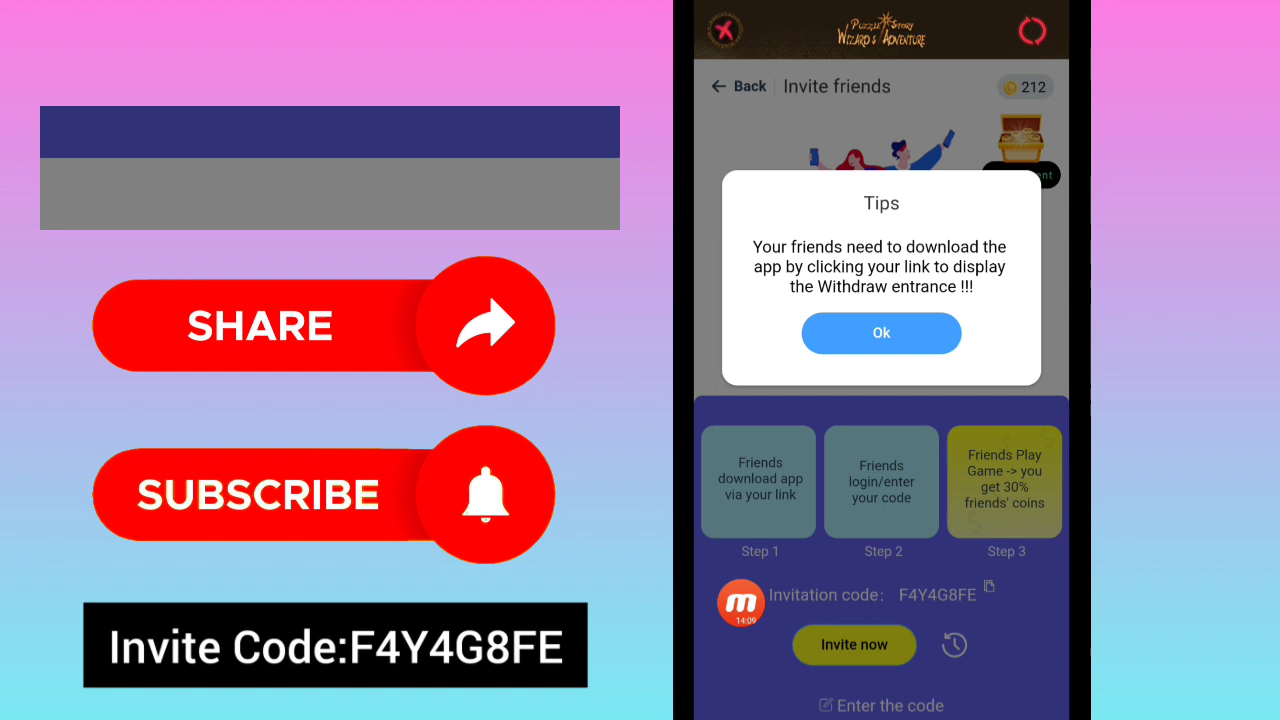 SHARE
SUBSCRIBE
Invite Code:F4Y4G8FE
PUZZLE STORY
WIZARD'S ADVENTURE
Back
Invite friends
212
Tips
Your friends need to download the
app by clicking your link to display
the Withdraw entrance !!!
Ok
Friends
download app
via your link
Friends
login/enter
your code
Friends Play
Game -> you
get 30%
friends' coins
Step 1
Step 2
Step 3
14:09
Invitation code: F4Y4G8FE
Invite now
Enter the code